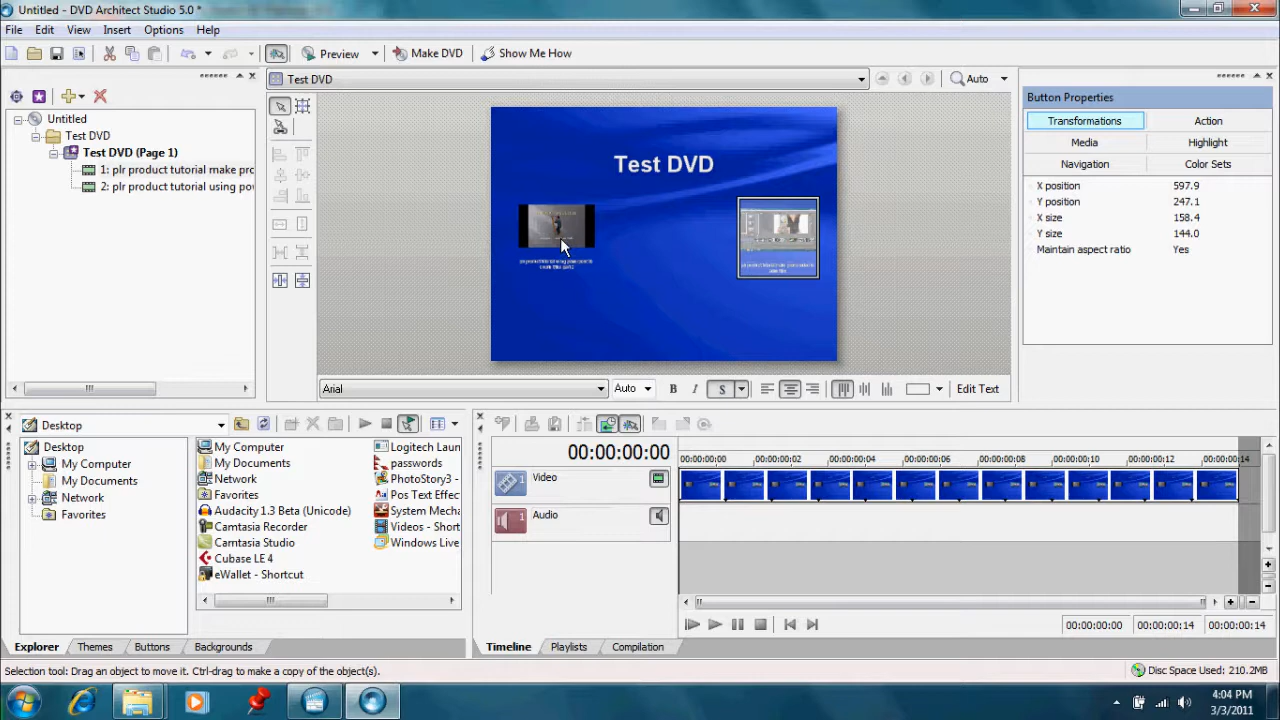 Untitled - DVD Architect Studio 5.0 *
File Edit View Insert Options Help
Preview Make DVD Show Me How
Test DVD
Auto
Untitled
Test DVD
Test DVD (Page 1)
1: plr product tutorial make pro
2: plr product tutorial using pov
Test DVD
Button Properties
Transformations Action
Media Highlight
Navigation Color Sets
X position 597.9
Y position 247.1
X size 158.4
Y size 144.0
Maintain aspect ratio Yes
Arial Auto B I S Edit Text
Desktop
Desktop
My Computer
My Documents
Network
Favorites
My Computer
My Documents
Network
Favorites
Audacity 1.3 Beta (Unicode)
Camtasia Recorder
Camtasia Studio
Cubase LE 4
eWallet - Shortcut
Logitech Laun
passwords
PhotoStory3 -
Pos Text Effec
System Mecha
Videos - Short
Windows Live
00:00:00:00
00:00:00:00 00:00:00:02 00:00:00:04 00:00:00:06 00:00:00:08 00:00:00:10 00:00:00:12 00:00:00:14
1 Video
1 Audio
00:00:00:00 00:00:00:14 00:00:00:14
Explorer Themes Buttons Backgrounds
Timeline Playlists Compilation
Selection tool: Drag an object to move it. Ctrl-drag to make a copy of the object(s).
Disc Space Used: 210.2MB
4:04 PM
3/3/2011